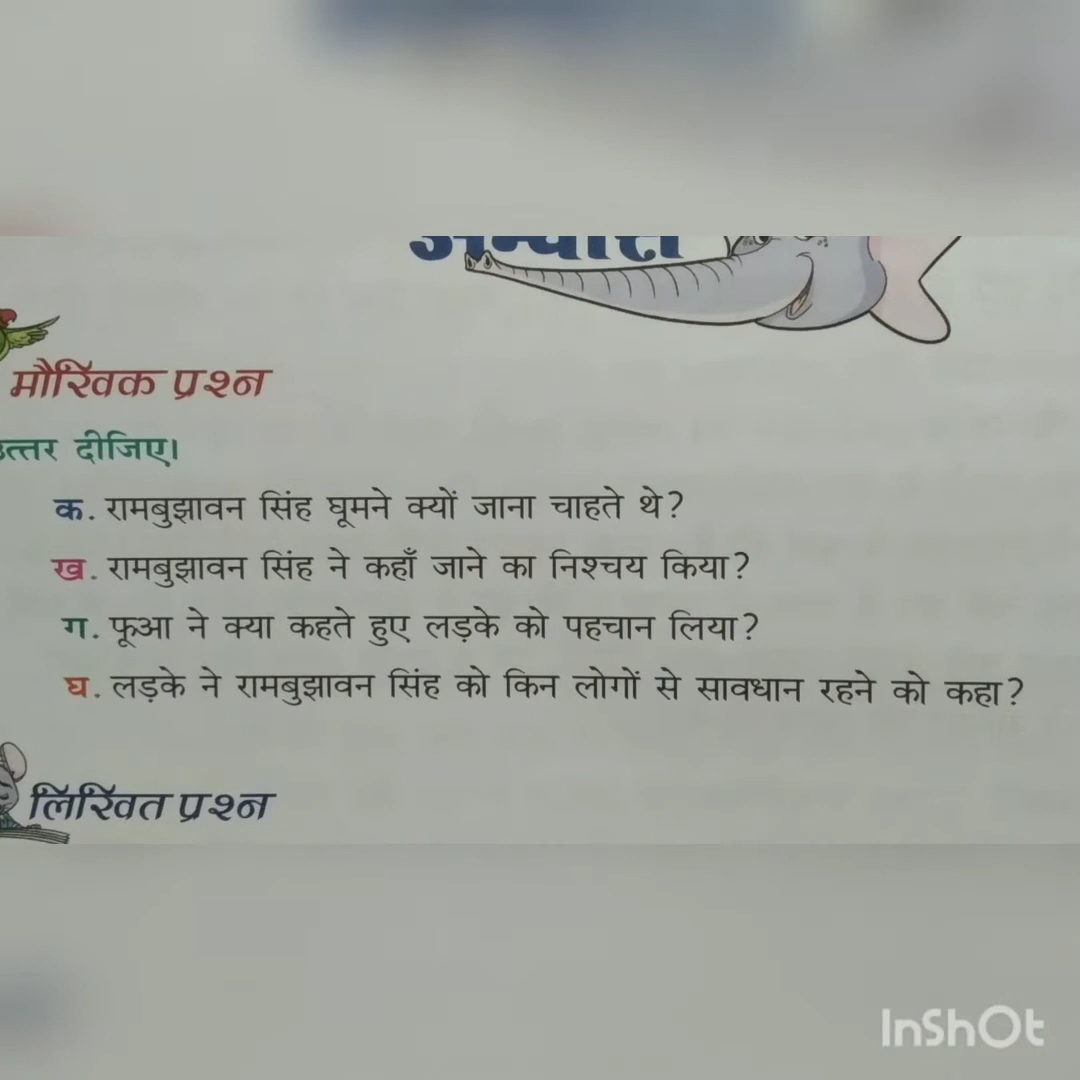 मौखिक प्रश्न
उत्तर दीजिए।
क. रामबुझावन सिंह घूमने क्यों जाना चाहते थे?
ख. रामबुझावन सिंह ने कहाँ जाने का निश्चय किया?
ग. फूआ ने क्या कहते हुए लड़के को पहचान लिया?
घ. लड़के ने रामबुझावन सिंह को किन लोगों से सावधान रहने को कहा?
लिखित प्रश्न
InShOt